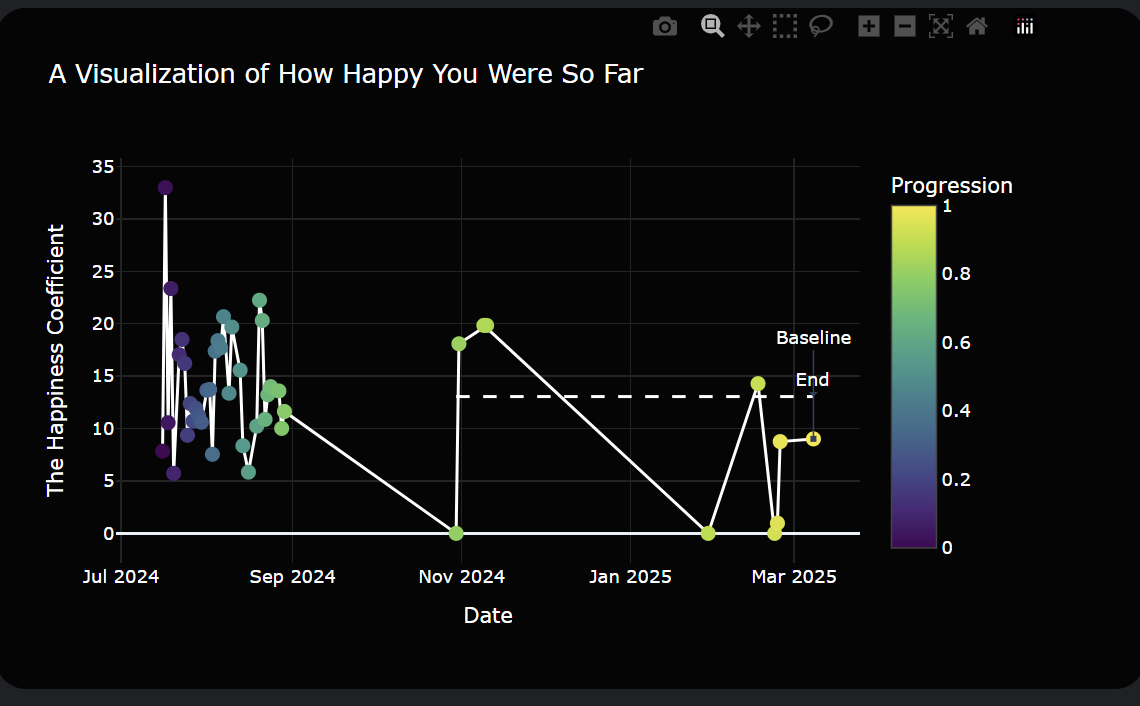 A Visualization of How Happy You Were So Far
The Happiness Coefficient
35
30
25
20
15
10
5
0
Jul 2024
Sep 2024
Nov 2024
Jan 2025
Mar 2025
Date
Baseline
End
Progression
1
0.8
0.6
0.4
0.2
0